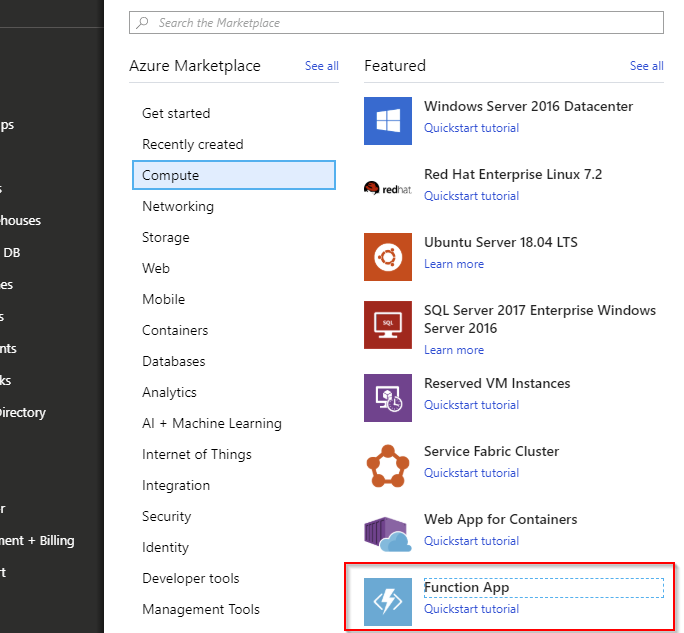 Search the Marketplace
Azure Marketplace
See all
Get started
Recently created
Compute
Networking
Storage
Web
Mobile
Containers
Databases
Analytics
AI + Machine Learning
Internet of Things
Integration
Security
Identity
Developer tools
Management Tools
Featured
See all
Windows Server 2016 Datacenter
Quickstart tutorial
redhat.
Red Hat Enterprise Linux 7.2
Quickstart tutorial
Ubuntu Server 18.04 LTS
Learn more
SQL
SQL Server 2017 Enterprise Windows
Server 2016
Learn more
Reserved VM Instances
Quickstart tutorial
Service Fabric Cluster
Quickstart tutorial
Web App for Containers
Quickstart tutorial
Function App
Quickstart tutorial
ps
s
houses
DB
es
s
nts
ks
Directory
r
ment + Billing
t